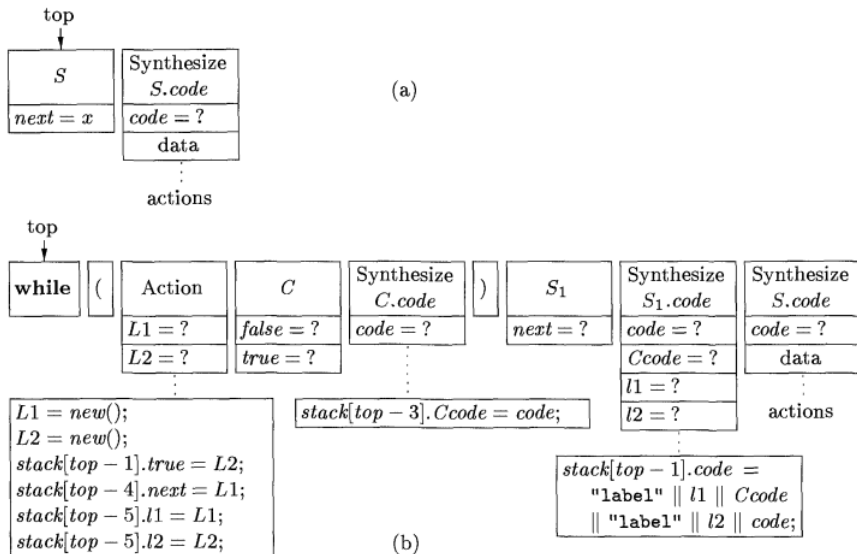 top
S
Synthesize
S.code
(a)
next = x
code = ?
data
actions
top
while
(
Action
C
Synthesize
C.code
)
S1
Synthesize
S1.code
Synthesize
S.code
L1 = ?
false = ?
code = ?
next = ?
code = ?
code = ?
L2 = ?
true = ?
Ccode = ?
data
l1 = ?
l2 = ?
actions
L1 = new();
L2 = new();
stack[top − 1].true = L2;
stack[top − 4].next = L1;
stack[top − 5].l1 = L1;
stack[top − 5].l2 = L2;
stack[top − 3].Ccode = code;
stack[top − 1].code =
"label" || l1 || Ccode
|| "label" || l2 || code;
(b)